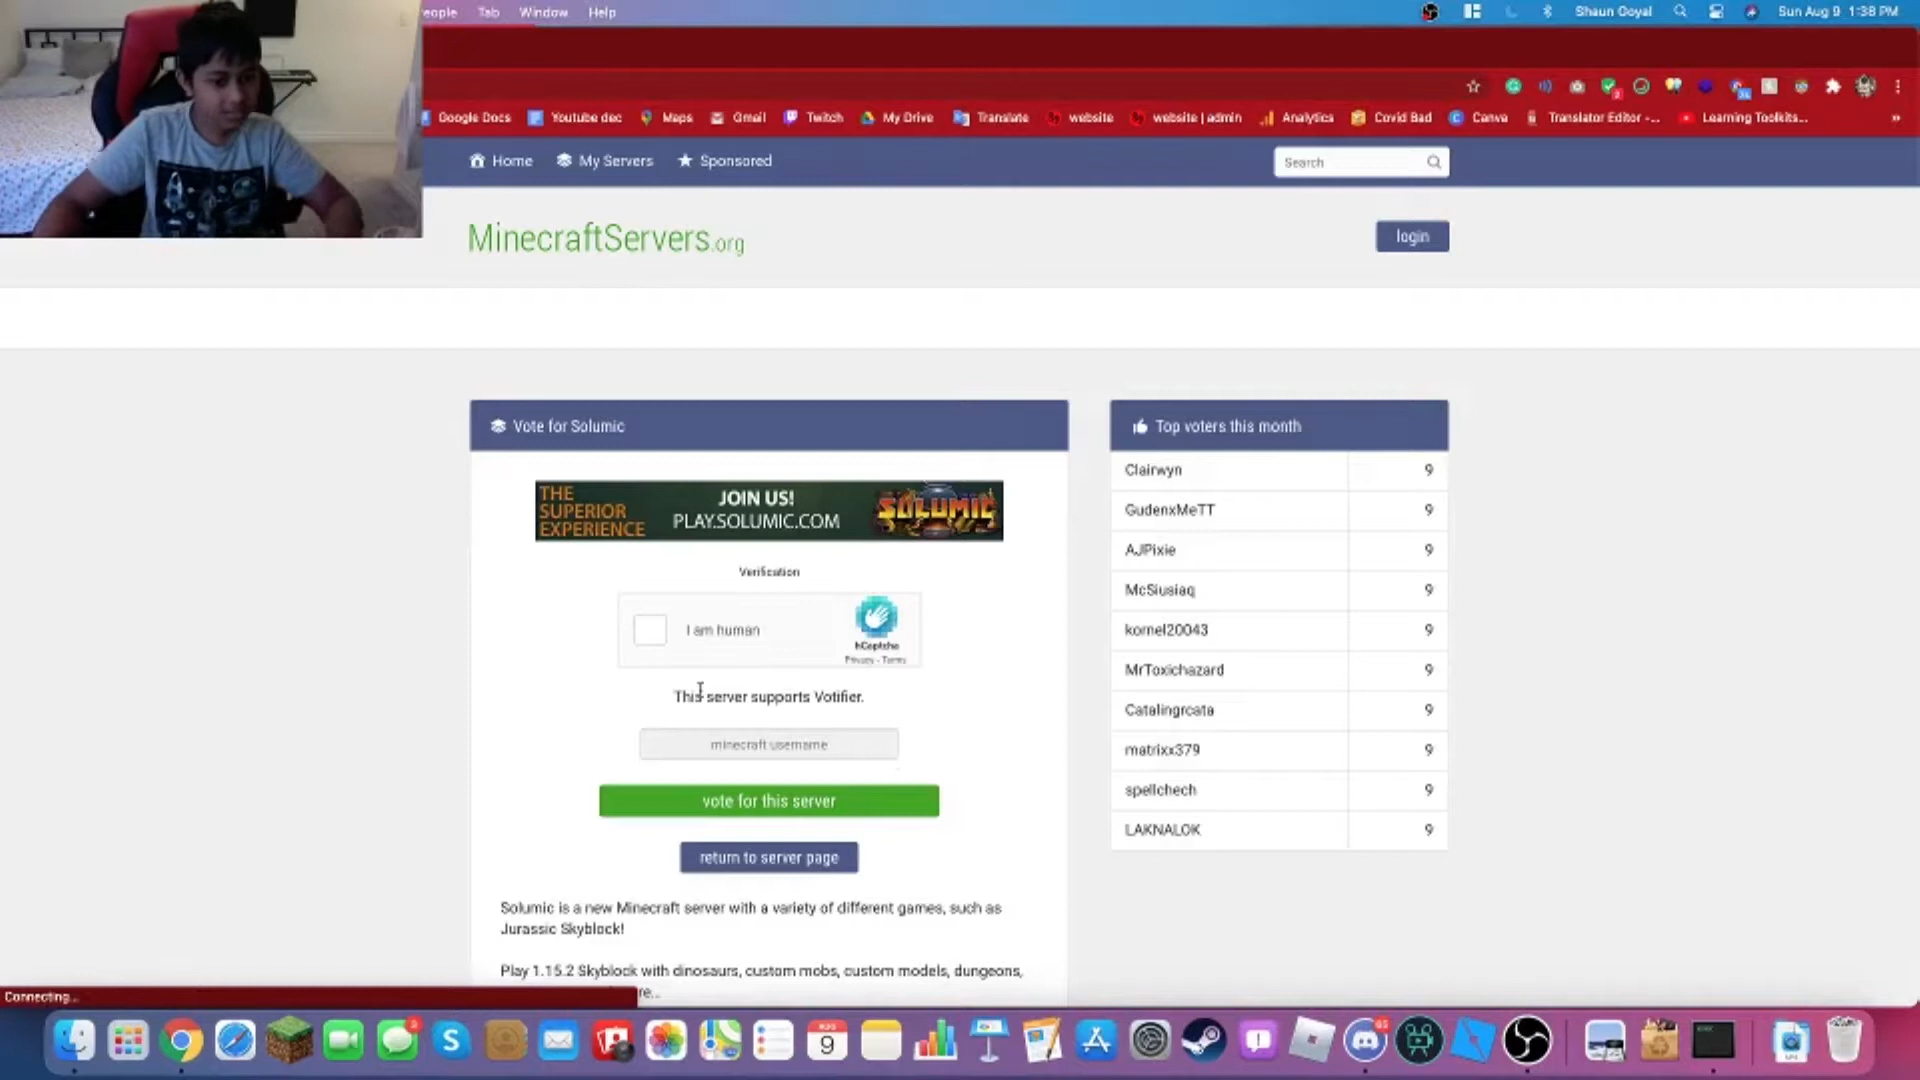 eople Tab Window Help Shaun Goyal Sun Aug 9 1:38 PM
Google Docs Youtube dec Maps Gmail Twitch My Drive Translate website website | admin Analytics Covid Bad Canva Translator Editor -... Learning Toolkits... »
Home My Servers Sponsored Search
MinecraftServers.org login
Vote for Solumic
THE SUPERIOR EXPERIENCE
JOIN US!
PLAY.SOLUMIC.COM
SOLUMIC
Verification
I am human
hCaptcha
Privacy - Terms
This server supports Votifier.
minecraft username
vote for this server
return to server page
Solumic is a new Minecraft server with a variety of different games, such as
Jurassic Skyblock!
Play 1.15.2 Skyblock with dinosaurs, custom mobs, custom models, dungeons,
re...
Top voters this month
Clairwyn 9
GudenxMeTT 9
AJPixie 9
McSiusiaq 9
kornel20043 9
MrToxichazard 9
Catalingrcata 9
matrixx379 9
spellchech 9
LAKNALOK 9
Connecting...
3
AUG
9